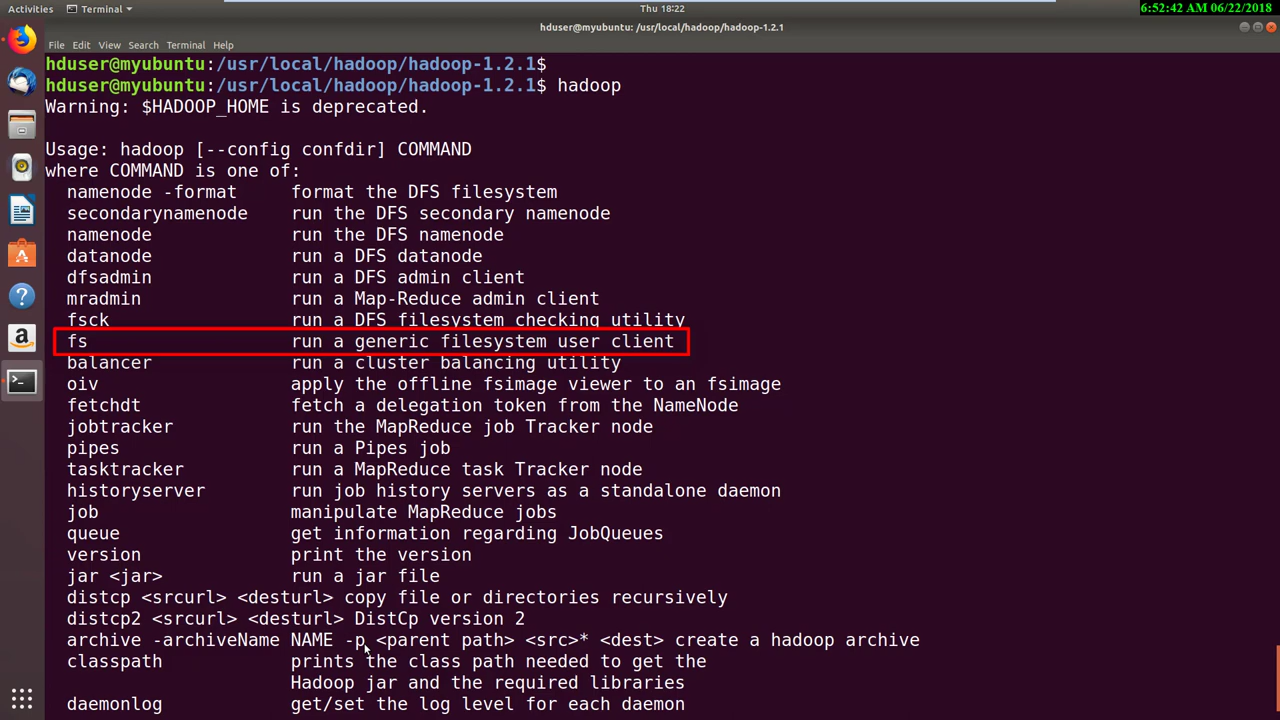 Activities Terminal Thu 18:22 6:52:42 AM 06/22/2018
hduser@myubuntu: /usr/local/hadoop/hadoop-1.2.1
File Edit View Search Terminal Help
hduser@myubuntu:/usr/local/hadoop/hadoop-1.2.1$
hduser@myubuntu:/usr/local/hadoop/hadoop-1.2.1$ hadoop
Warning: $HADOOP_HOME is deprecated.
Usage: hadoop [--config confdir] COMMAND
where COMMAND is one of:
namenode -format format the DFS filesystem
secondarynamenode run the DFS secondary namenode
namenode run the DFS namenode
datanode run a DFS datanode
dfsadmin run a DFS admin client
mradmin run a Map-Reduce admin client
fsck run a DFS filesystem checking utility
fs run a generic filesystem user client
balancer run a cluster balancing utility
oiv apply the offline fsimage viewer to an fsimage
fetchdt fetch a delegation token from the NameNode
jobtracker run the MapReduce job Tracker node
pipes run a Pipes job
tasktracker run a MapReduce task Tracker node
historyserver run job history servers as a standalone daemon
job manipulate MapReduce jobs
queue get information regarding JobQueues
version print the version
jar <jar> run a jar file
distcp <srcurl> <desturl> copy file or directories recursively
distcp2 <srcurl> <desturl> DistCp version 2
archive -archiveName NAME -p <parent path> <src>* <dest> create a hadoop archive
classpath prints the class path needed to get the
Hadoop jar and the required libraries
daemonlog get/set the log level for each daemon